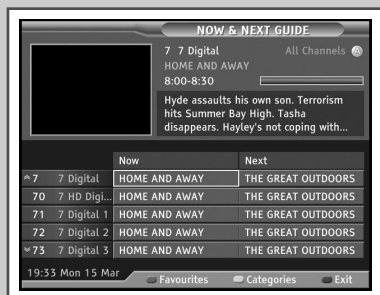 NOW & NEXT GUIDE
7 7 Digital All Channels
HOME AND AWAY
8:00-8:30
Hyde assaults his own son. Terrorism
hits Summer Bay High. Tasha
disappears. Hayley's not coping with...
Now Next
7 7 Digital HOME AND AWAY THE GREAT OUTDOORS
70 7 HD Digi... HOME AND AWAY THE GREAT OUTDOORS
71 7 Digital 1 HOME AND AWAY THE GREAT OUTDOORS
72 7 Digital 2 HOME AND AWAY THE GREAT OUTDOORS
73 7 Digital 3 HOME AND AWAY THE GREAT OUTDOORS
19:33 Mon 15 Mar Favourites Categories Exit